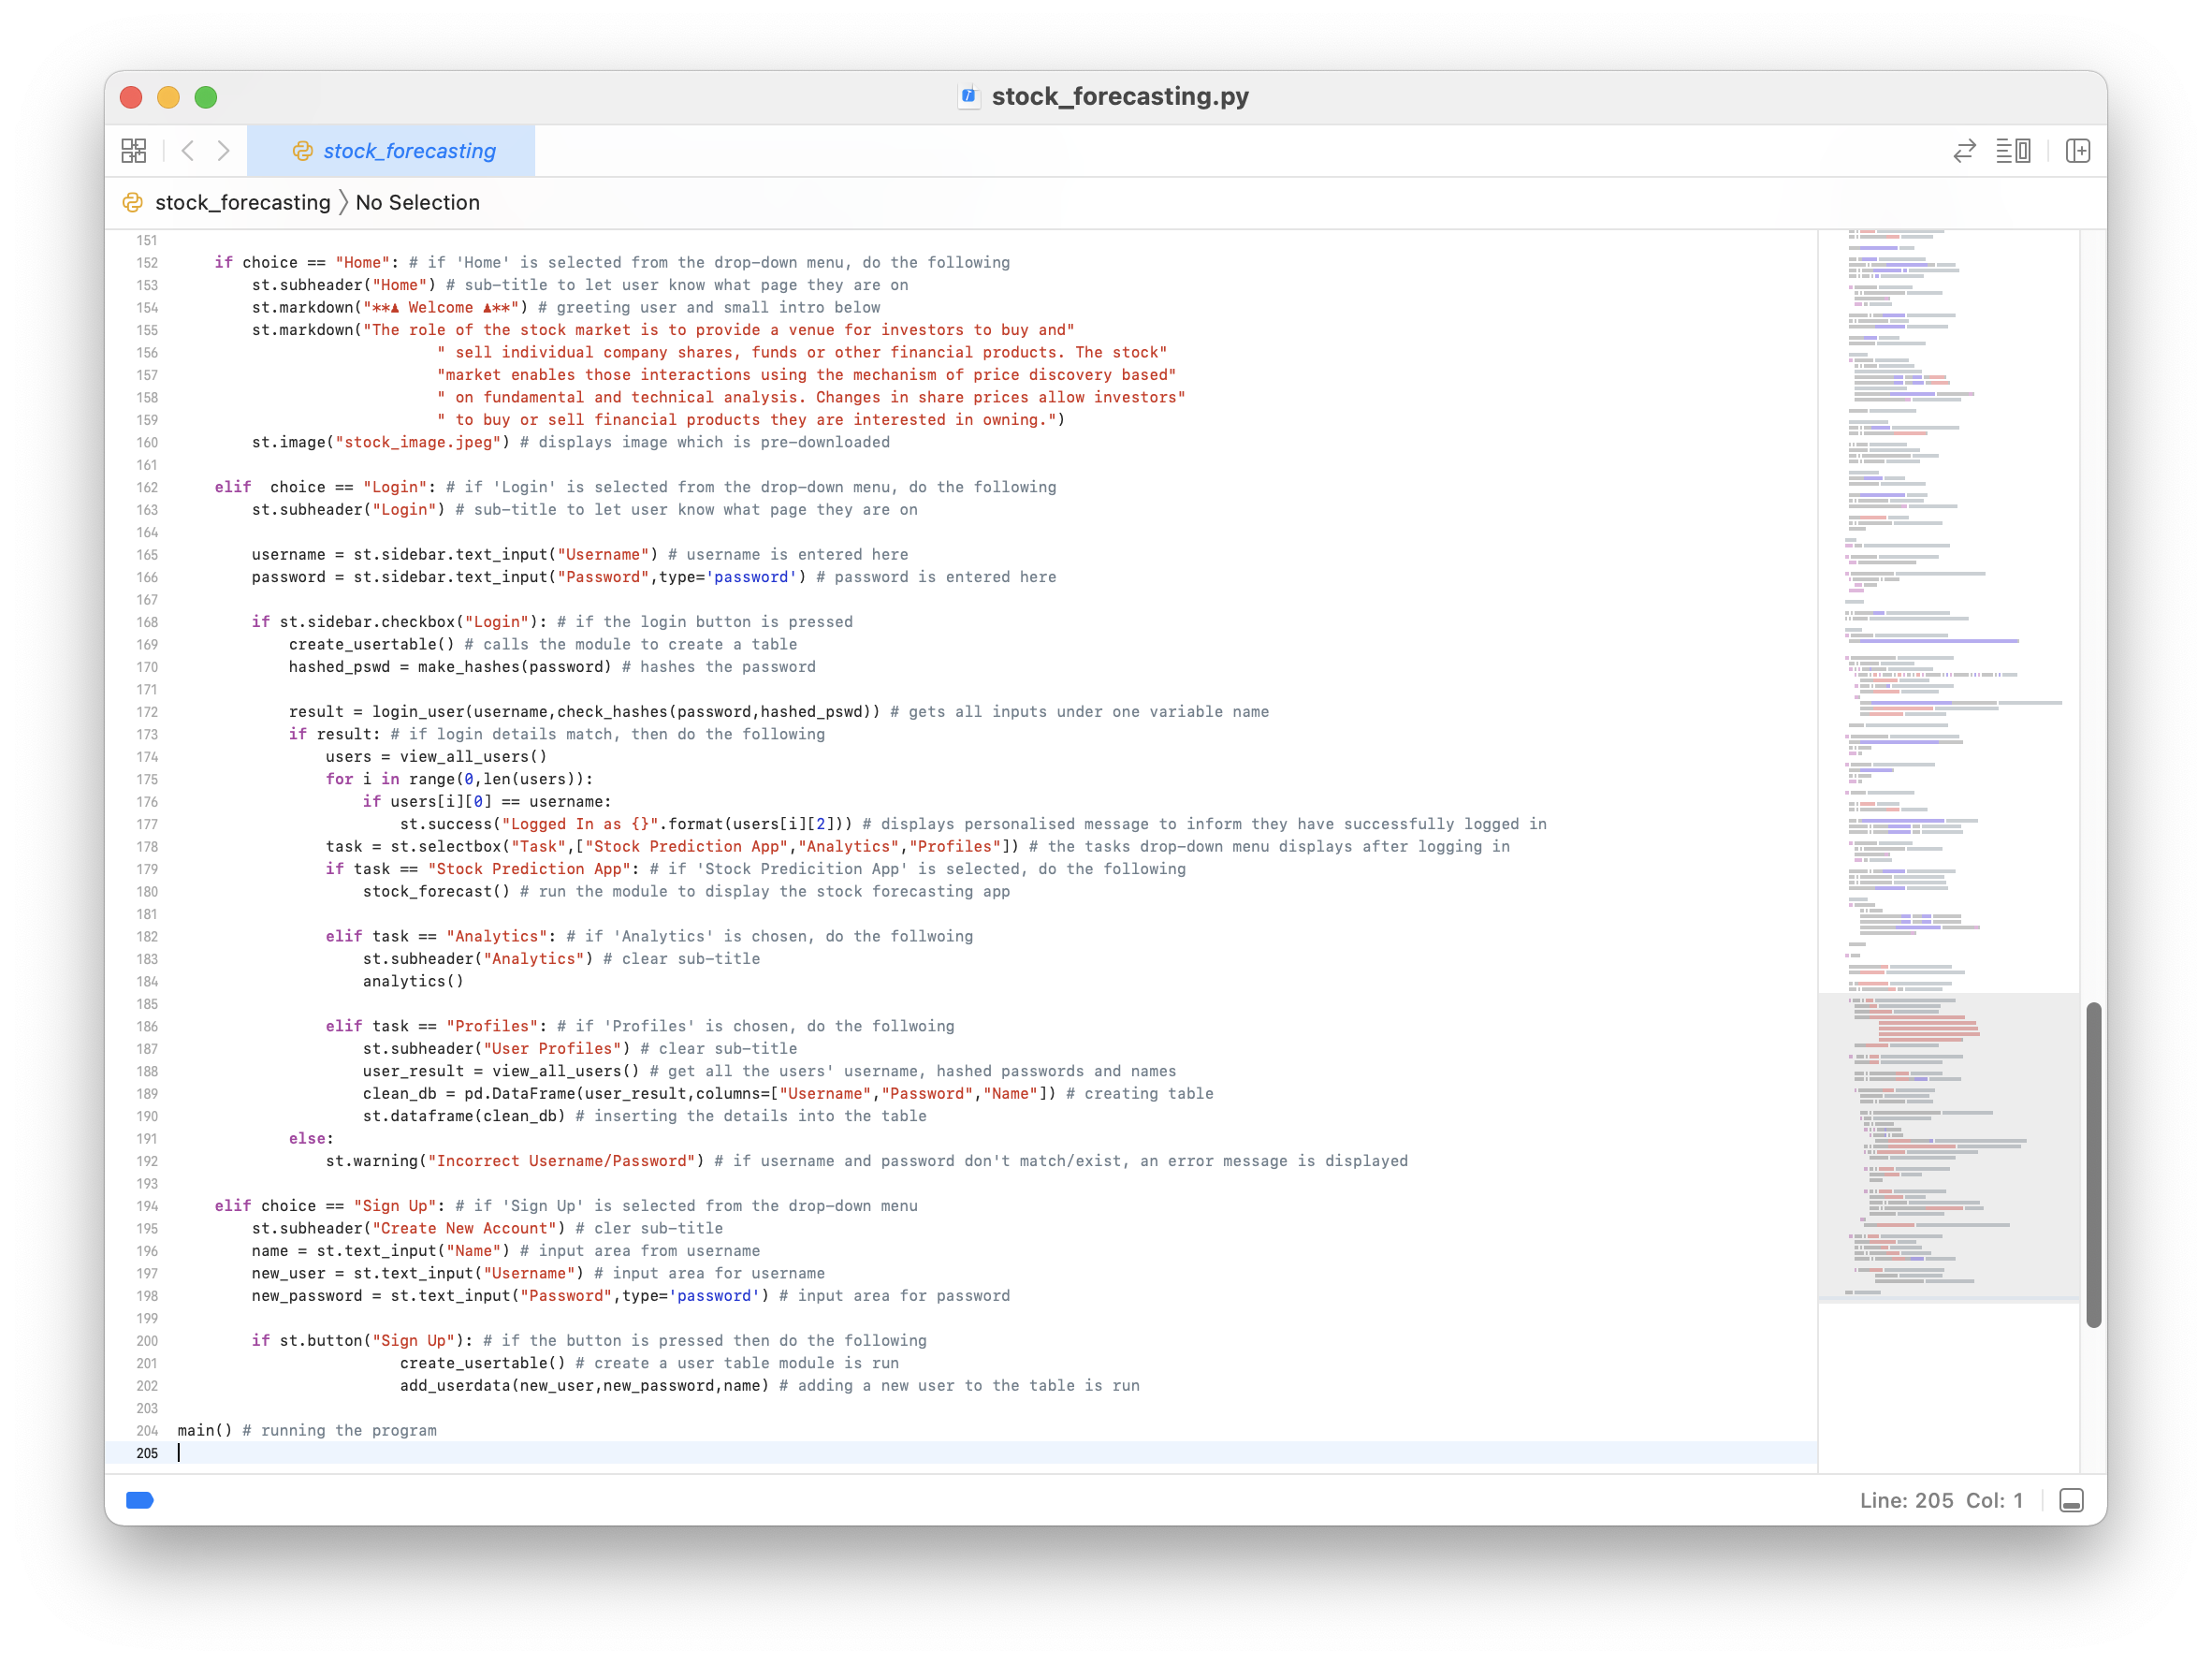 stock_forecasting.py
stock_forecasting
stock_forecasting 〉 No Selection
151
152     if choice == "Home": # if 'Home' is selected from the drop-down menu, do the following
153         st.subheader("Home") # sub-title to let user know what page they are on
154         st.markdown("**♟ Welcome ♟**") # greeting user and small intro below
155         st.markdown("The role of the stock market is to provide a venue for investors to buy and"
156                             " sell individual company shares, funds or other financial products. The stock"
157                             "market enables those interactions using the mechanism of price discovery based"
158                             " on fundamental and technical analysis. Changes in share prices allow investors"
159                             " to buy or sell financial products they are interested in owning.")
160         st.image("stock_image.jpeg") # displays image which is pre-downloaded
161
162     elif  choice == "Login": # if 'Login' is selected from the drop-down menu, do the following
163         st.subheader("Login") # sub-title to let user know what page they are on
164
165         username = st.sidebar.text_input("Username") # username is entered here
166         password = st.sidebar.text_input("Password",type='password') # password is entered here
167
168         if st.sidebar.checkbox("Login"): # if the login button is pressed
169             create_usertable() # calls the module to create a table
170             hashed_pswd = make_hashes(password) # hashes the password
171
172             result = login_user(username,check_hashes(password,hashed_pswd)) # gets all inputs under one variable name
173             if result: # if login details match, then do the following
174                 users = view_all_users()
175                 for i in range(0,len(users)):
176                     if users[i][0] == username:
177                         st.success("Logged In as {}".format(users[i][2])) # displays personalised message to inform they have successfully logged in
178                 task = st.selectbox("Task",["Stock Prediction App","Analytics","Profiles"]) # the tasks drop-down menu displays after logging in
179                 if task == "Stock Prediction App": # if 'Stock Predicition App' is selected, do the following
180                     stock_forecast() # run the module to display the stock forecasting app
181
182                 elif task == "Analytics": # if 'Analytics' is chosen, do the follwoing
183                     st.subheader("Analytics") # clear sub-title
184                     analytics()
185
186                 elif task == "Profiles": # if 'Profiles' is chosen, do the follwoing
187                     st.subheader("User Profiles") # clear sub-title
188                     user_result = view_all_users() # get all the users' username, hashed passwords and names
189                     clean_db = pd.DataFrame(user_result,columns=["Username","Password","Name"]) # creating table
190                     st.dataframe(clean_db) # inserting the details into the table
191             else:
192                 st.warning("Incorrect Username/Password") # if username and password don't match/exist, an error message is displayed
193
194     elif choice == "Sign Up": # if 'Sign Up' is selected from the drop-down menu
195         st.subheader("Create New Account") # cler sub-title
196         name = st.text_input("Name") # input area from username
197         new_user = st.text_input("Username") # input area for username
198         new_password = st.text_input("Password",type='password') # input area for password
199
200         if st.button("Sign Up"): # if the button is pressed then do the following
201                         create_usertable() # create a user table module is run
202                         add_userdata(new_user,new_password,name) # adding a new user to the table is run
203
204 main() # running the program
205
Line: 205  Col: 1